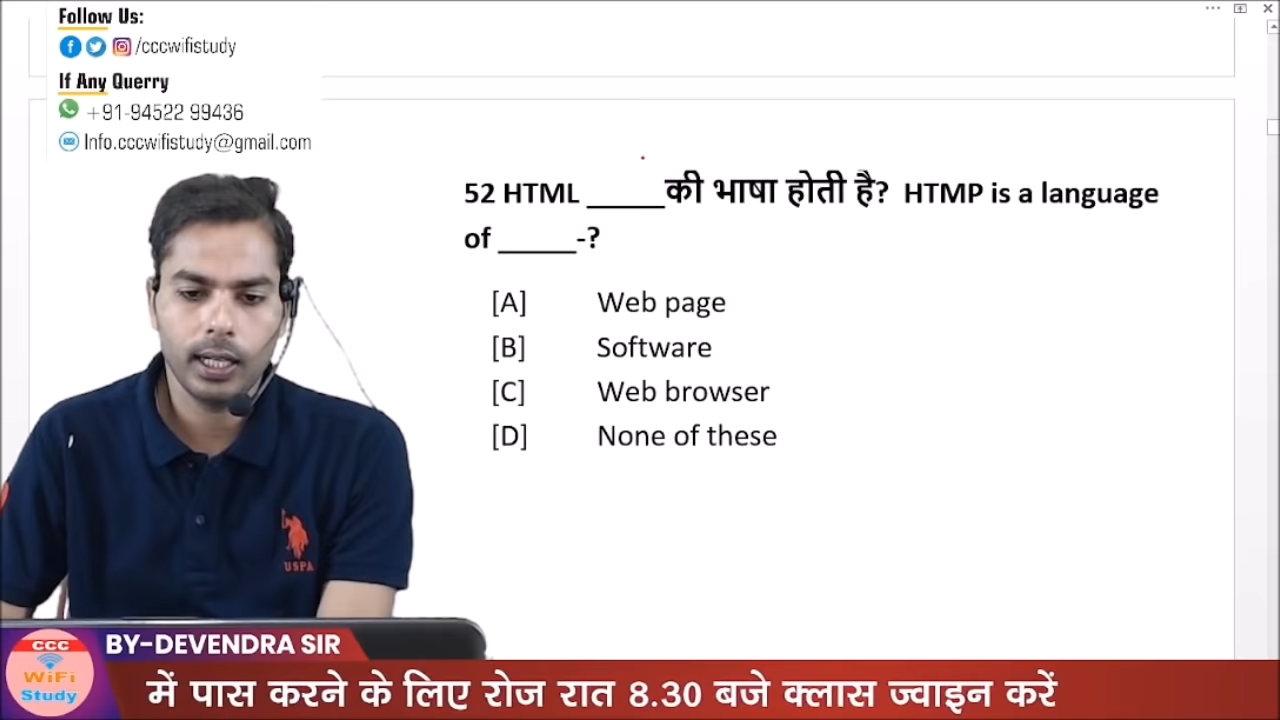 Follow Us:
/cccwifistudy
If Any Querry
+91-94522 99436
Info.cccwifistudy@gmail.com
52 HTML _____की भाषा होती है? HTMP is a language
of _____-?
[A] Web page
[B] Software
[C] Web browser
[D] None of these
USPA
CCC
WiFi
Study
BY-DEVENDRA SIR
में पास करने के लिए रोज रात 8.30 बजे क्लास ज्वाइन करें